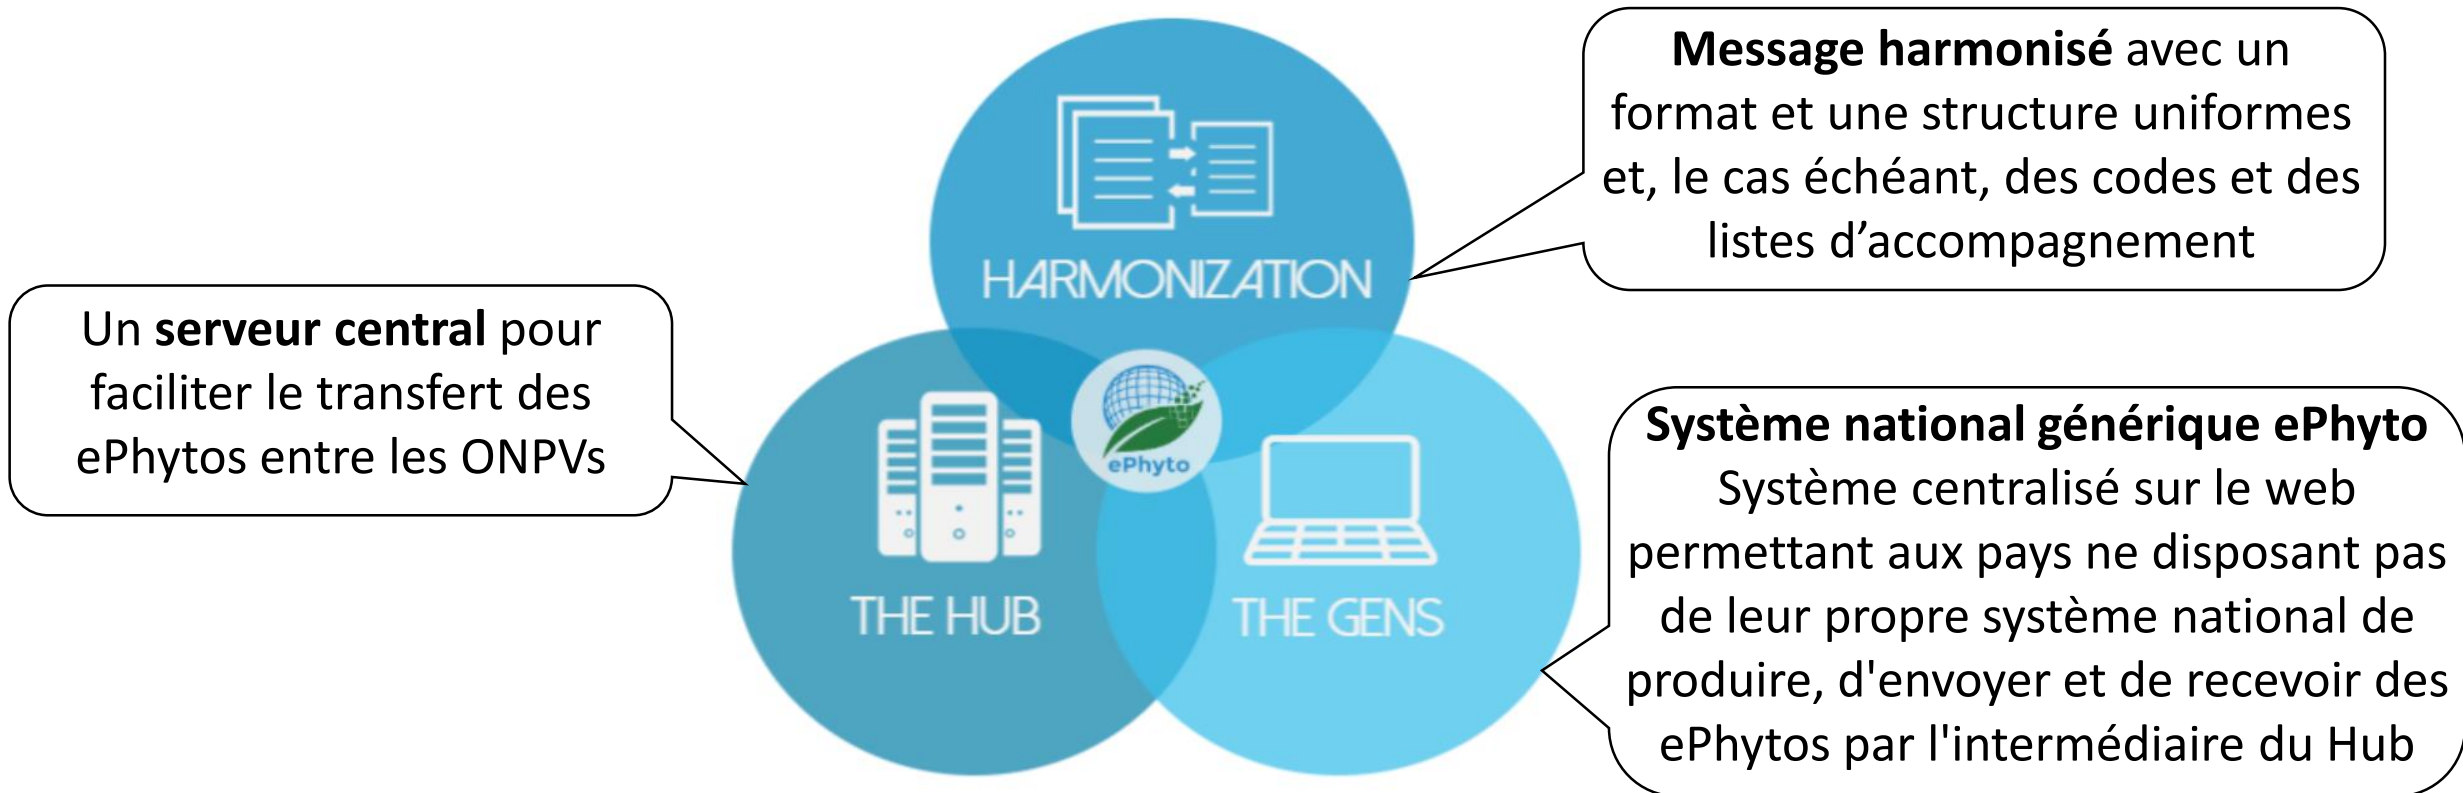 Message harmonisé avec un
format et une structure uniformes
et, le cas échéant, des codes et des
listes d’accompagnement
HARMONIZATION
Un serveur central pour
faciliter le transfert des
ePhytos entre les ONPVs
ePhyto
THE HUB
THE GENS
Système national générique ePhyto
Système centralisé sur le web
permettant aux pays ne disposant pas
de leur propre système national de
produire, d'envoyer et de recevoir des
ePhytos par l'intermédiaire du Hub